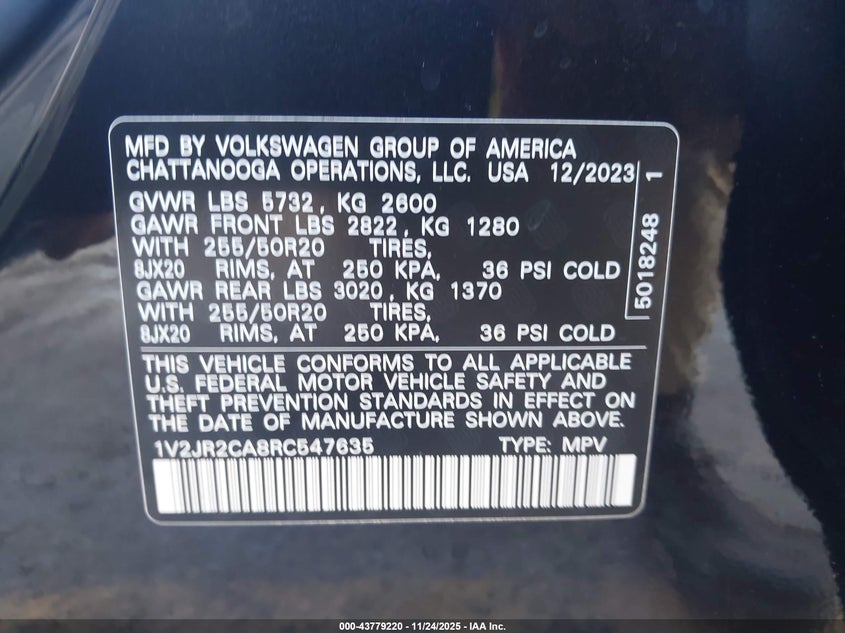 MFD BY VOLKSWAGEN GROUP OF AMERICA
CHATTANOOGA OPERATIONS, LLC. USA 12/2023
GVWR LBS 5732, KG 2600
GAWR FRONT LBS 2822, KG 1280
WITH 255/50R20 TIRES,
8JX20 RIMS, AT 250 KPA, 36 PSI COLD
GAWR REAR LBS 3020, KG 1370
WITH 255/50R20 TIRES,
8JX20 RIMS, AT 250 KPA, 36 PSI COLD
5018248 1
THIS VEHICLE CONFORMS TO ALL APPLICABLE
U.S. FEDERAL MOTOR VEHICLE SAFETY AND
THEFT PREVENTION STANDARDS IN EFFECT ON
THE DATE OF MANUFACTURE SHOWN ABOVE.
1V2JR2CA8RC547635 TYPE: MPV
000-43779220 - 11/24/2025 - IAA Inc.